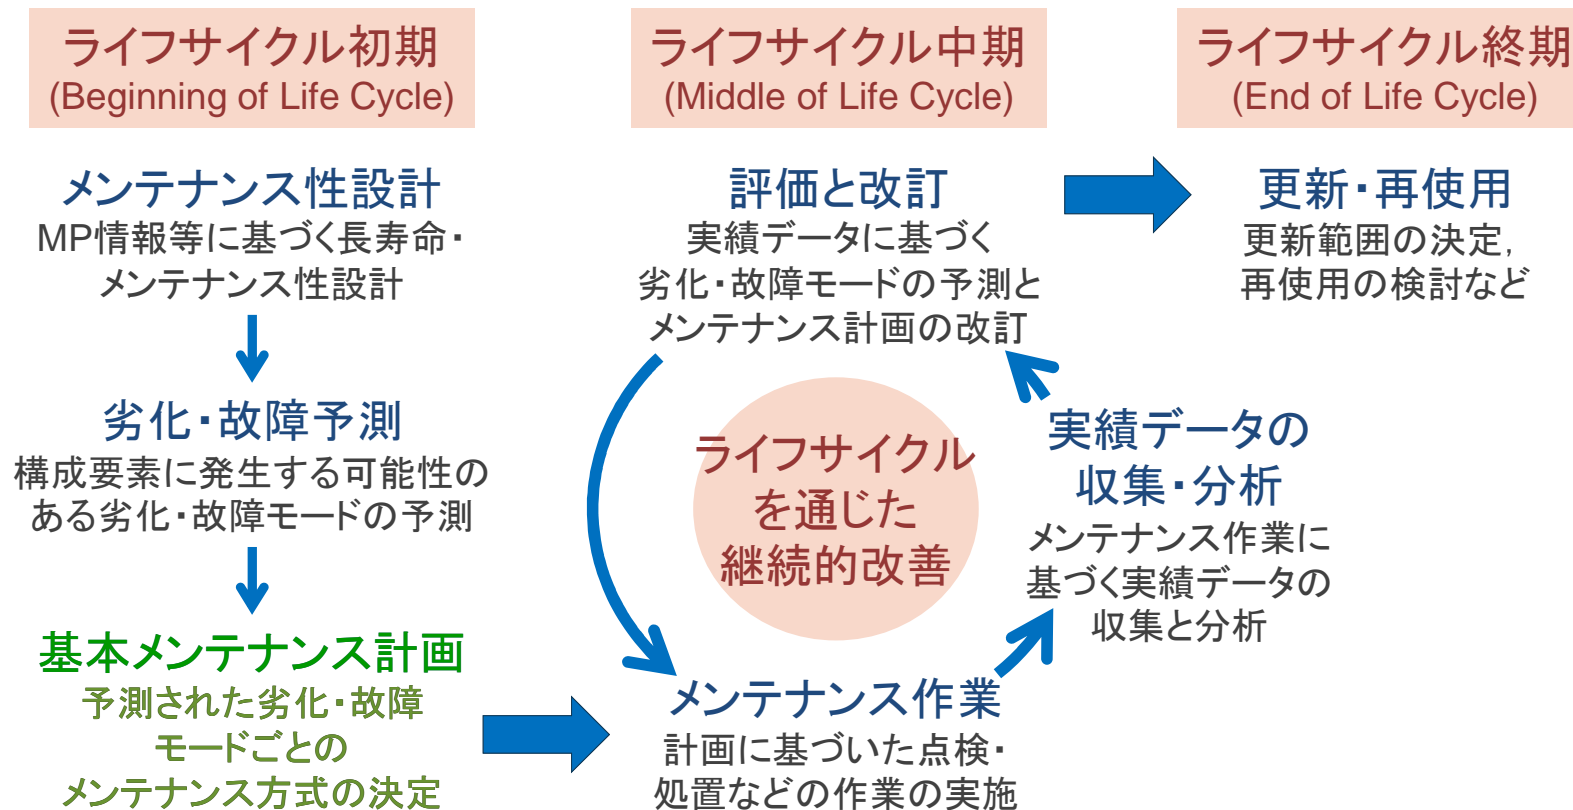 ライフサイクル初期
(Beginning of Life Cycle)
メンテナンス性設計
MP情報等に基づく長寿命・
メンテナンス性設計
劣化・故障予測
構成要素に発生する可能性の
ある劣化・故障モードの予測
基本メンテナンス計画
予測された劣化・故障
モードごとの
メンテナンス方式の決定
ライフサイクル中期
(Middle of Life Cycle)
評価と改訂
実績データに基づく
劣化・故障モードの予測と
メンテナンス計画の改訂
ライフサイクル
を通じた
継続的改善
メンテナンス作業
計画に基づいた点検・
処置などの作業の実施
実績データの
収集・分析
メンテナンス作業に
基づく実績データの
収集と分析
ライフサイクル終期
(End of Life Cycle)
更新・再使用
更新範囲の決定,
再使用の検討など